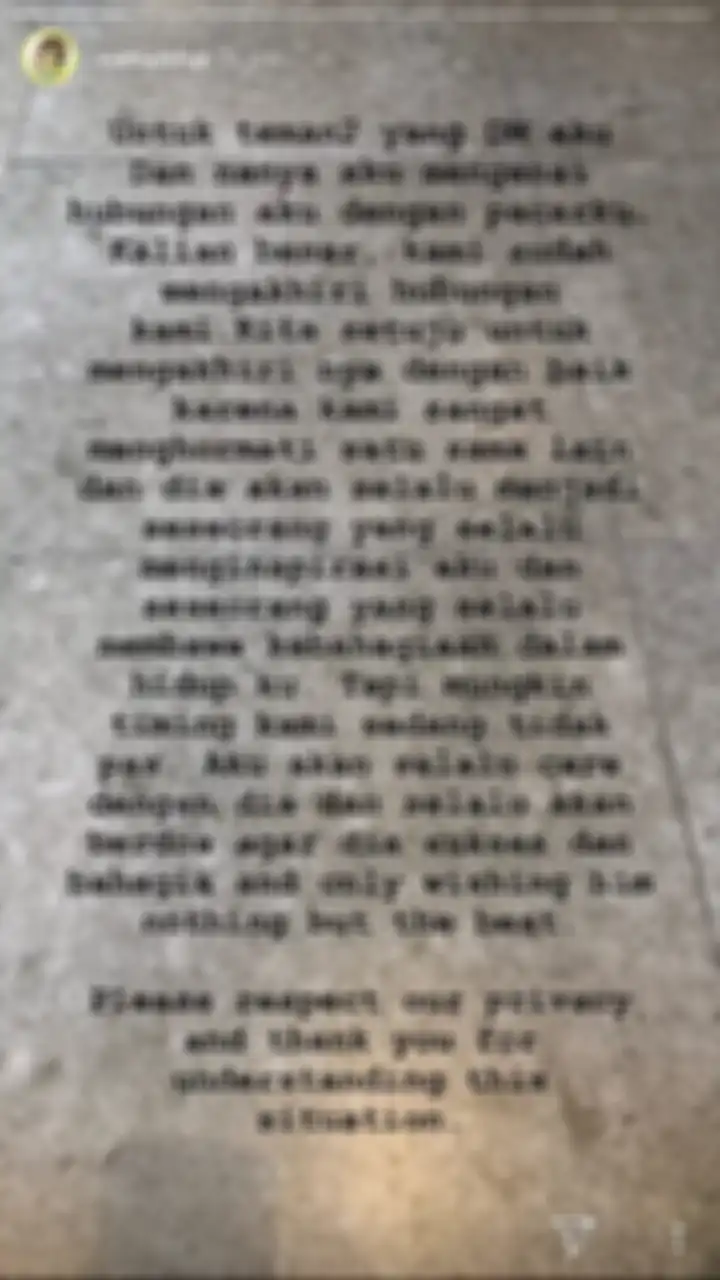 Untuk teman2 yang DM aku
Dan nanya aku mengenai
hubungan aku dengan pacarku.
Kalian benar, kami sudah
mengakhiri hubungan
kami.Kita setuju untuk
mengakhiri nya dengan baik
karena kami sangat
menghormati satu sama lain
dan dia akan selalu menjadi
seseorang yang selalu
menginspirasi aku dan
seseorang yang selalu
membawa kebahagiaan dalam
hidup ku. Tapi mungkin
timing kami sedang tidak
pas. Aku akan selalu care
dengan dia dan selalu akan
berdoa agar dia sukses dan
bahagia and only wishing him
nothing but the best.
Please respect our privacy
and thank you for
understanding this
situation.